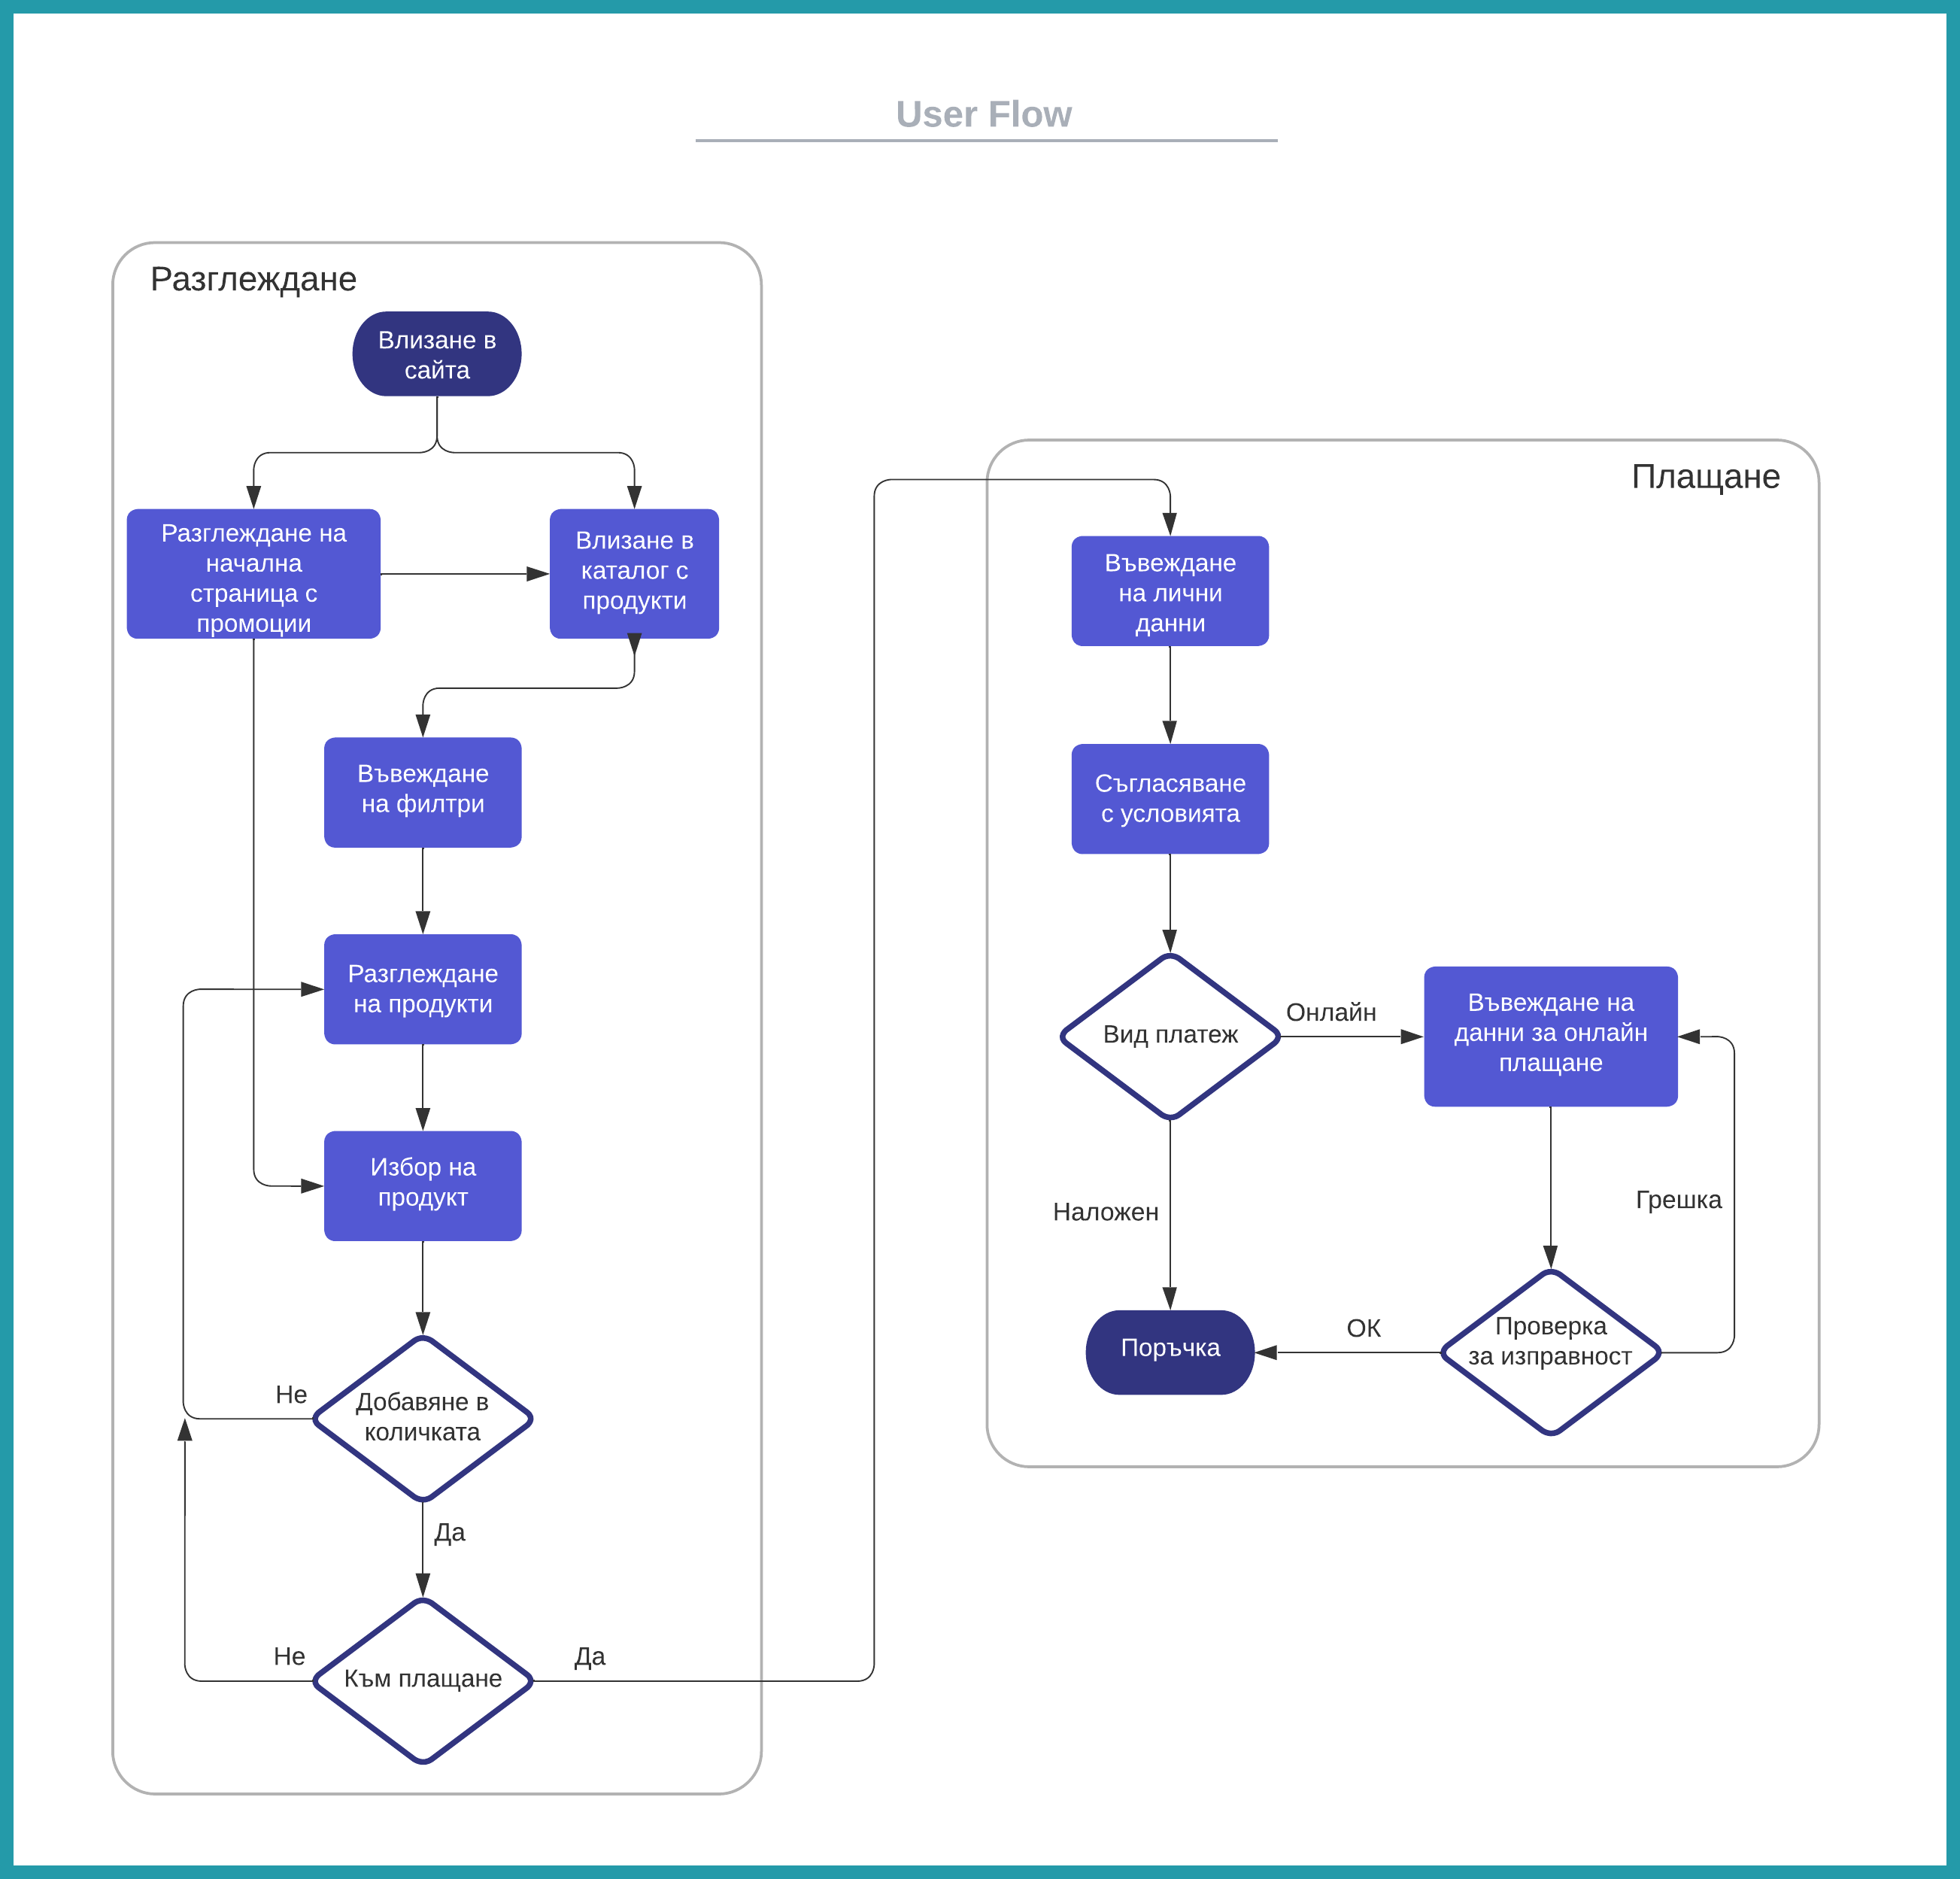 User Flow
Разглеждане
Влизане в
сайта
Разглеждане на
начална
страница с
промоции
Влизане в
каталог с
продукти
Въвеждане
на филтри
Разглеждане
на продукти
Избор на
продукт
Не
Добавяне в
количката
Да
Не
Към плащане
Да
Плащане
Въвеждане
на лични
данни
Съгласяване
с условията
Вид платеж
Онлайн
Въвеждане на
данни за онлайн
плащане
Наложен
Грешка
Поръчка
ОК
Проверка
за изправност